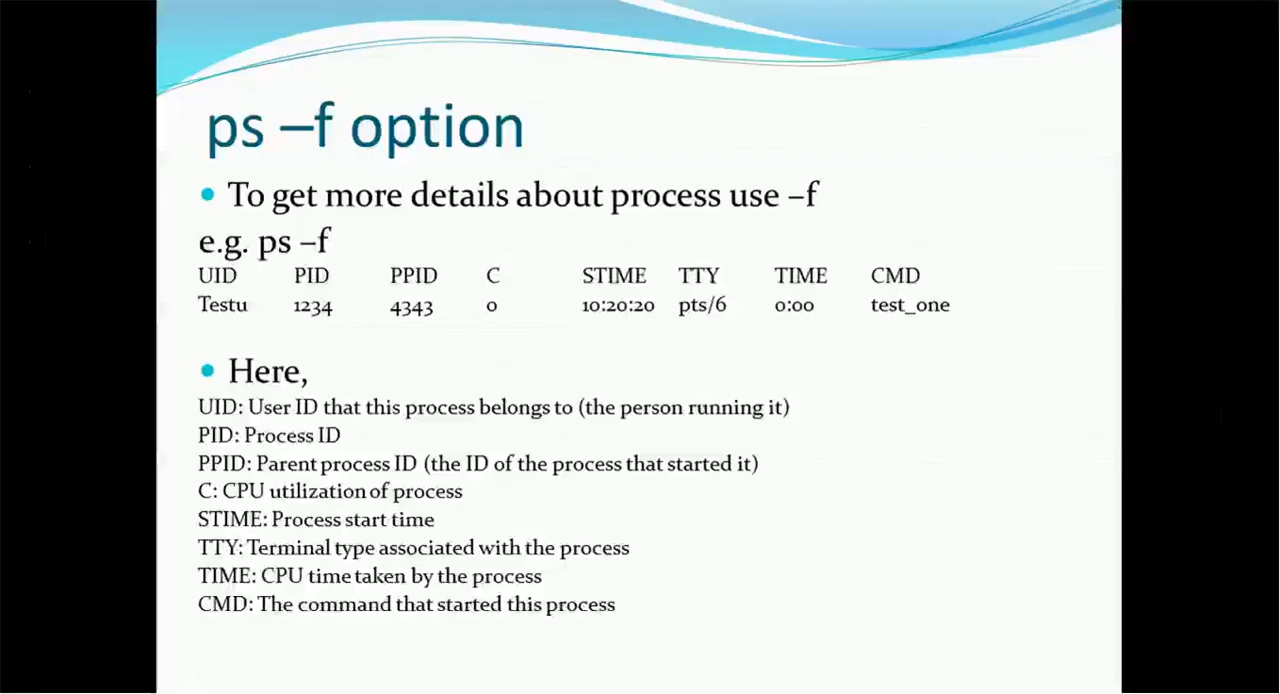 ps –f option
• To get more details about process use –f
e.g. ps –f
UID PID PPID C STIME TTY TIME CMD
Testu 1234 4343 0 10:20:20 pts/6 0:00 test_one
• Here,
UID: User ID that this process belongs to (the person running it)
PID: Process ID
PPID: Parent process ID (the ID of the process that started it)
C: CPU utilization of process
STIME: Process start time
TTY: Terminal type associated with the process
TIME: CPU time taken by the process
CMD: The command that started this process